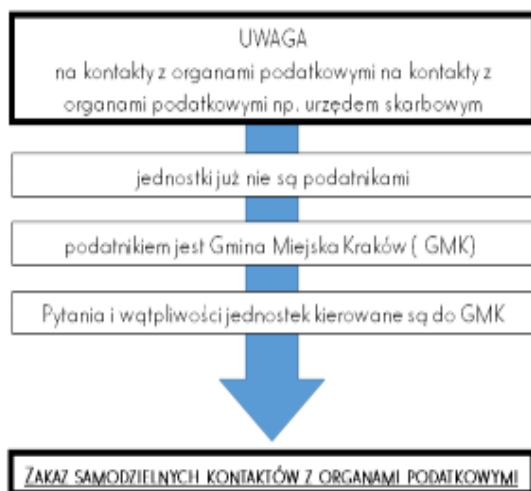 UWAGA
na kontakty z organami podatkowymi na kontakty z
organami podatkowymi np. urzędem skarbowym
jednostki już nie są podatnikami
podatnikiem jest Gmina Miejska Kraków ( GMK)
Pytania i wątpliwości jednostek kierowane są do GMK
ZAKAZ SAMODZIELNYCH KONTAKTÓW Z ORGANAMI PODATKOWYMI